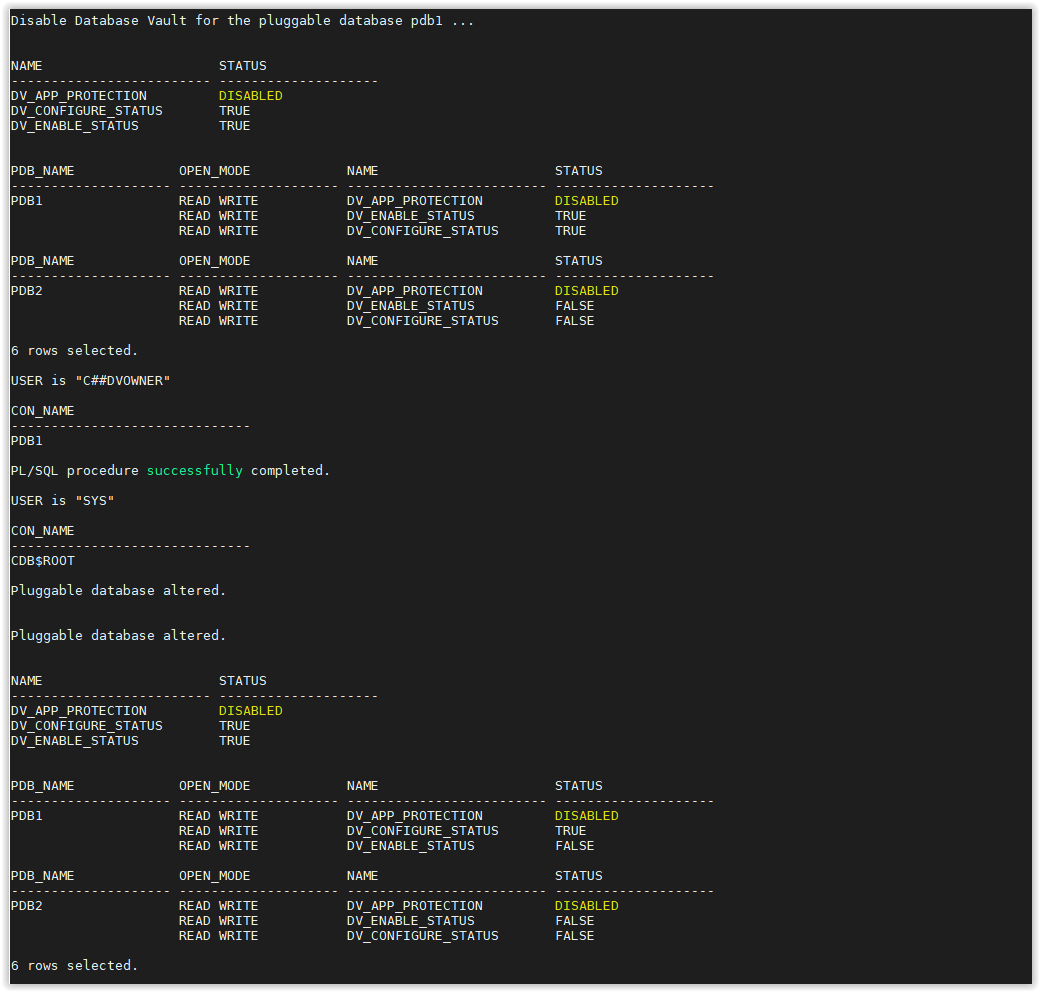 Disable Database Vault for the pluggable database pdb1 ...
NAME                      STATUS
------------------------- --------------------
DV_APP_PROTECTION         DISABLED
DV_CONFIGURE_STATUS       TRUE
DV_ENABLE_STATUS          TRUE
PDB_NAME             OPEN_MODE            NAME                      STATUS
-------------------- -------------------- ------------------------- --------------------
PDB1                 READ WRITE           DV_APP_PROTECTION         DISABLED
                     READ WRITE           DV_ENABLE_STATUS          TRUE
                     READ WRITE           DV_CONFIGURE_STATUS       TRUE
PDB_NAME             OPEN_MODE            NAME                      STATUS
-------------------- -------------------- ------------------------- --------------------
PDB2                 READ WRITE           DV_APP_PROTECTION         DISABLED
                     READ WRITE           DV_ENABLE_STATUS          FALSE
                     READ WRITE           DV_CONFIGURE_STATUS       FALSE
6 rows selected.
USER is "C##DVOWNER"
CON_NAME
------------------------------
PDB1
PL/SQL procedure successfully completed.
USER is "SYS"
CON_NAME
------------------------------
CDB$ROOT
Pluggable database altered.
Pluggable database altered.
NAME                      STATUS
------------------------- --------------------
DV_APP_PROTECTION         DISABLED
DV_CONFIGURE_STATUS       TRUE
DV_ENABLE_STATUS          TRUE
PDB_NAME             OPEN_MODE            NAME                      STATUS
-------------------- -------------------- ------------------------- --------------------
PDB1                 READ WRITE           DV_APP_PROTECTION         DISABLED
                     READ WRITE           DV_CONFIGURE_STATUS       TRUE
                     READ WRITE           DV_ENABLE_STATUS          FALSE
PDB_NAME             OPEN_MODE            NAME                      STATUS
-------------------- -------------------- ------------------------- --------------------
PDB2                 READ WRITE           DV_APP_PROTECTION         DISABLED
                     READ WRITE           DV_ENABLE_STATUS          FALSE
                     READ WRITE           DV_CONFIGURE_STATUS       FALSE
6 rows selected.